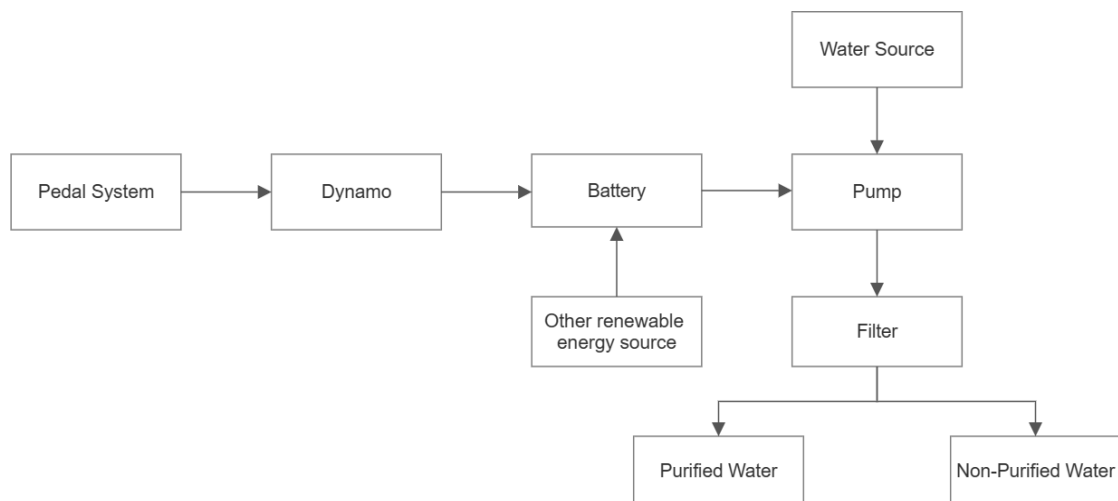 Water Source
Pedal System
Dynamo
Battery
Pump
Other renewable
energy source
Filter
Purified Water
Non-Purified Water